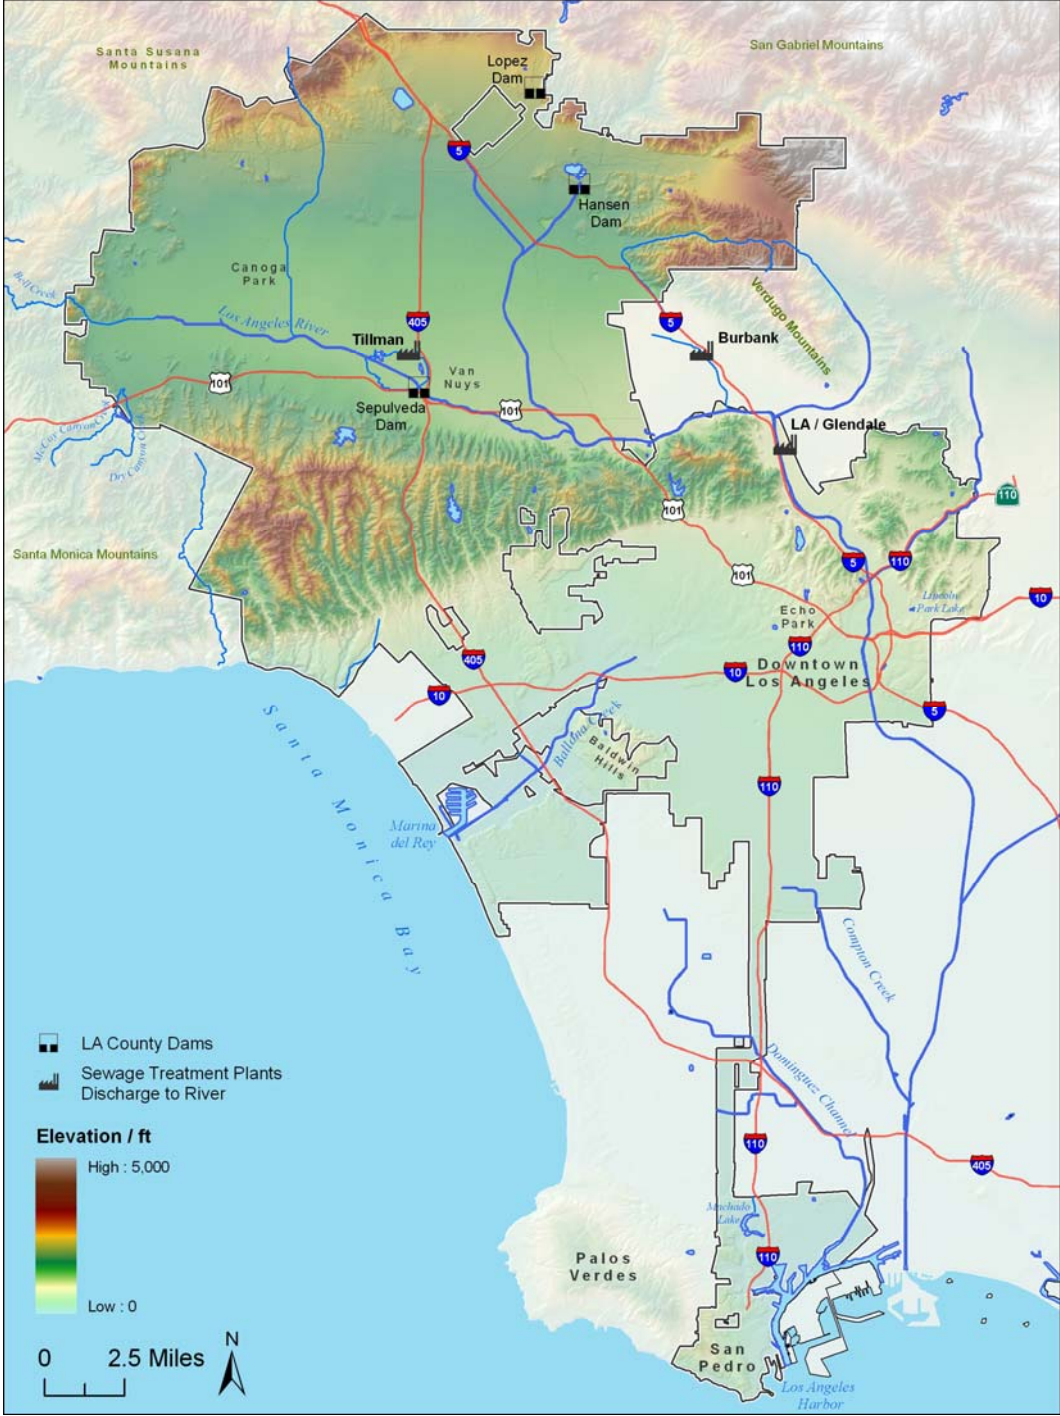 Santa Susana
Mountains
San Gabriel Mountains
Lopez
Dam
5
Hansen
Dam
Canoga
Park
Bell Creek
Los Angeles River
405
Tillman
Van
Nuys
5
Burbank
Verdugo Mountains
101
Sepulveda
Dam
101
McCoy Canyon Creek
Dry Canyon Creek
LA / Glendale
110
101
Santa Monica Mountains
101
5
110
10
Echo
Park
Lincoln
Park Lake
110
405
10
10
Downtown
Los Angeles
5
Santa Monica Bay
Ballona Creek
Baldwin
Hills
110
Marina
del Rey
Compton Creek
Dominguez Channel
LA County Dams
Sewage Treatment Plants
Discharge to River
Elevation / ft
High : 5,000
Low : 0
110
405
Machado
Lake
110
Palos
Verdes
N
0 2.5 Miles
San
Pedro
Los Angeles
Harbor